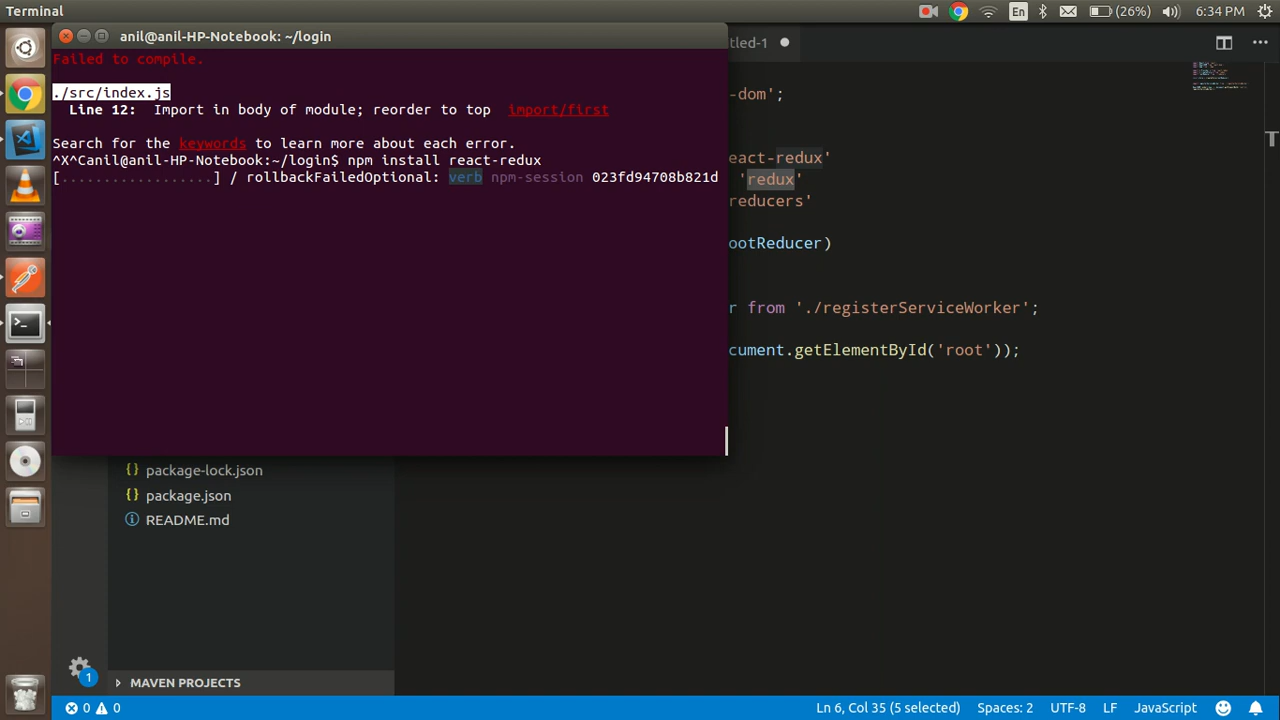 Terminal
En
(26%)
6:34 PM
anil@anil-HP-Notebook: ~/login
tled-1
Failed to compile.
./src/index.js
Line 12: Import in body of module; reorder to top import/first
Search for the keywords to learn more about each error.
^X^Canil@anil-HP-Notebook:~/login$ npm install react-redux
[..................] / rollbackFailedOptional: verb npm-session 023fd94708b821d
-dom';
eact-redux'
'redux'
reducers'
ootReducer)
r from './registerServiceWorker';
cument.getElementById('root'));
{} package-lock.json
{} package.json
README.md
1
MAVEN PROJECTS
0 0
Ln 6, Col 35 (5 selected)
Spaces: 2
UTF-8
LF
JavaScript